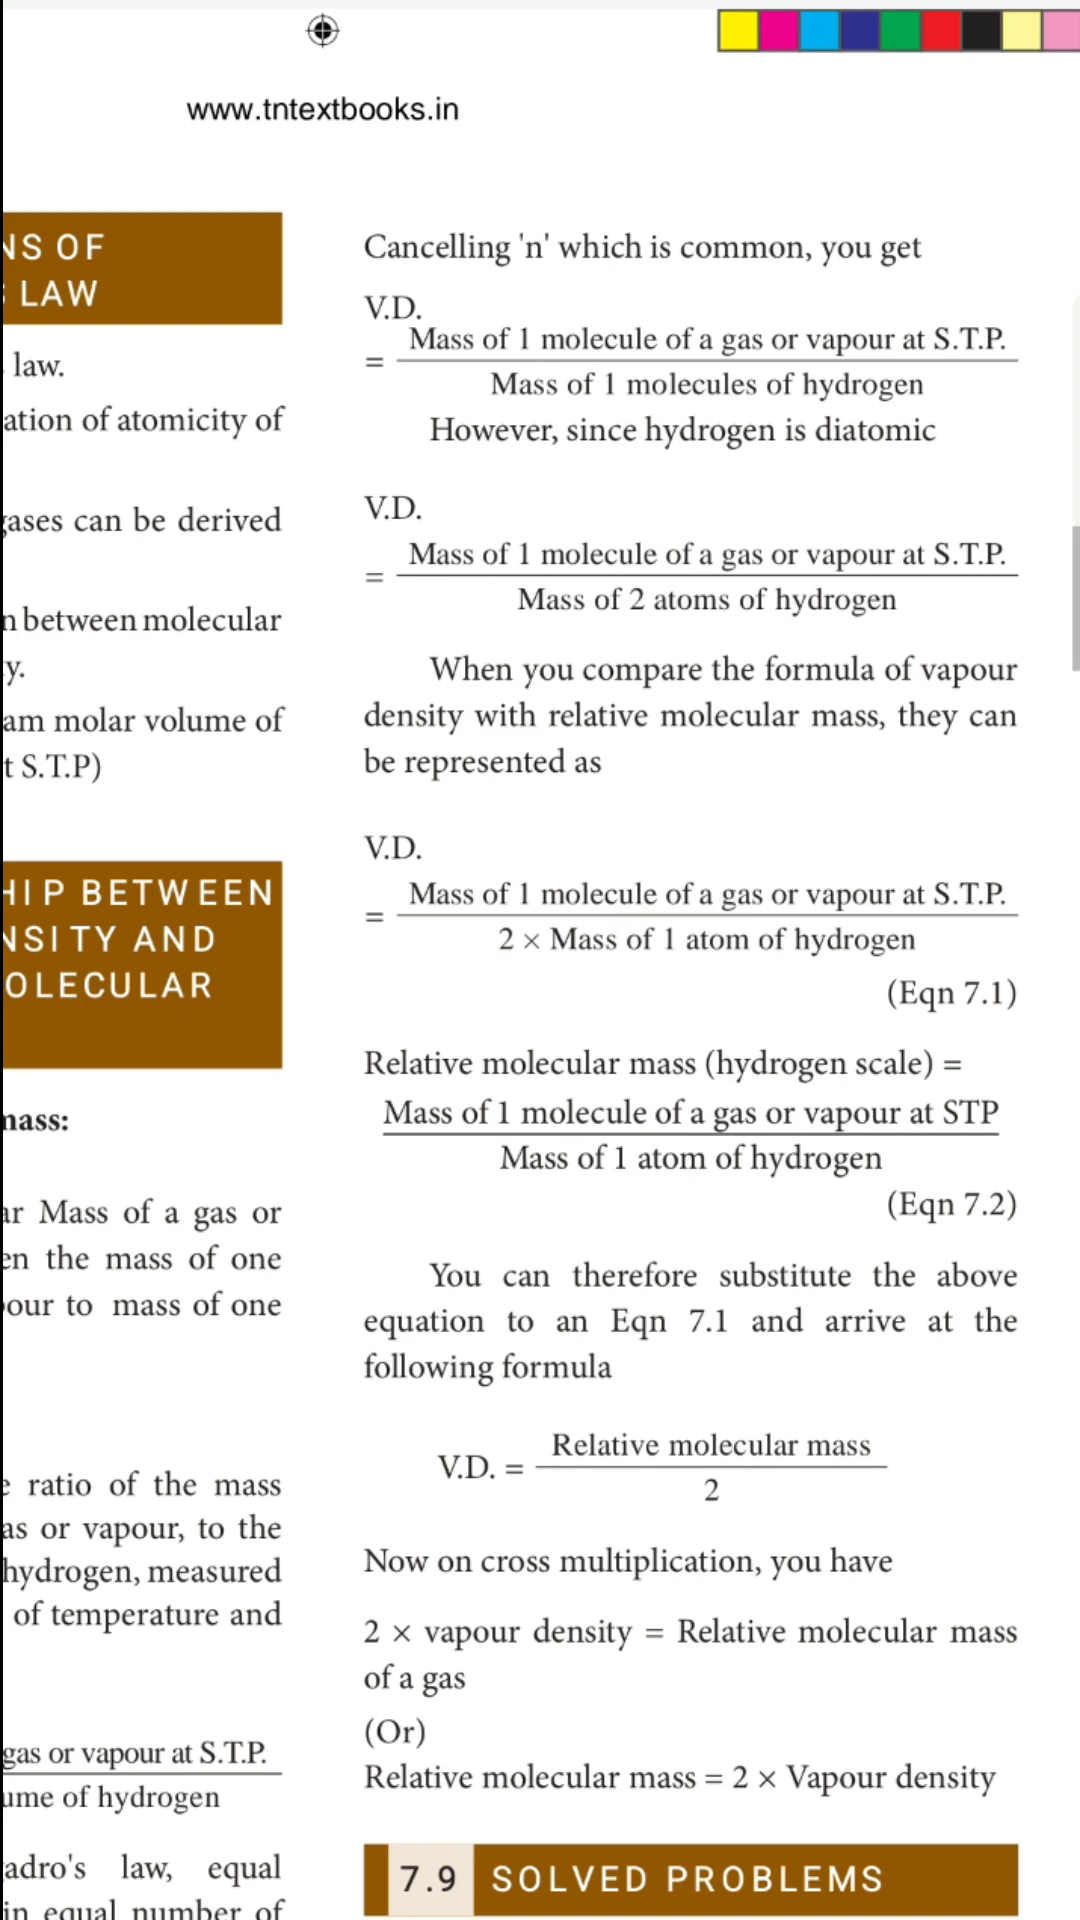 www.tntextbooks.in
NS OF
LAW
law.
ation of atomicity of
gases can be derived
n between molecular
y.
am molar volume of
t S.T.P)
HIP BETWEEN
NSITY AND
OLECULAR
mass:
ar Mass of a gas or
en the mass of one
pour to mass of one
e ratio of the mass
as or vapour, to the
hydrogen, measured
of temperature and
gas or vapour at S.T.P.
ume of hydrogen
adro's law, equal
in equal number of
Cancelling 'n' which is common, you get
V.D.
Mass of 1 molecule of a gas or vapour at S.T.P.
=
Mass of 1 molecules of hydrogen
However, since hydrogen is diatomic
V.D.
Mass of 1 molecule of a gas or vapour at S.T.P.
=
Mass of 2 atoms of hydrogen
When you compare the formula of vapour
density with relative molecular mass, they can
be represented as
V.D.
Mass of 1 molecule of a gas or vapour at S.T.P.
=
2 × Mass of 1 atom of hydrogen
(Eqn 7.1)
Relative molecular mass (hydrogen scale) =
Mass of 1 molecule of a gas or vapour at STP
Mass of 1 atom of hydrogen
(Eqn 7.2)
You can therefore substitute the above
equation to an Eqn 7.1 and arrive at the
following formula
Relative molecular mass
V.D. =
2
Now on cross multiplication, you have
2 × vapour density = Relative molecular mass
of a gas
(Or)
Relative molecular mass = 2 × Vapour density
7.9 SOLVED PROBLEMS